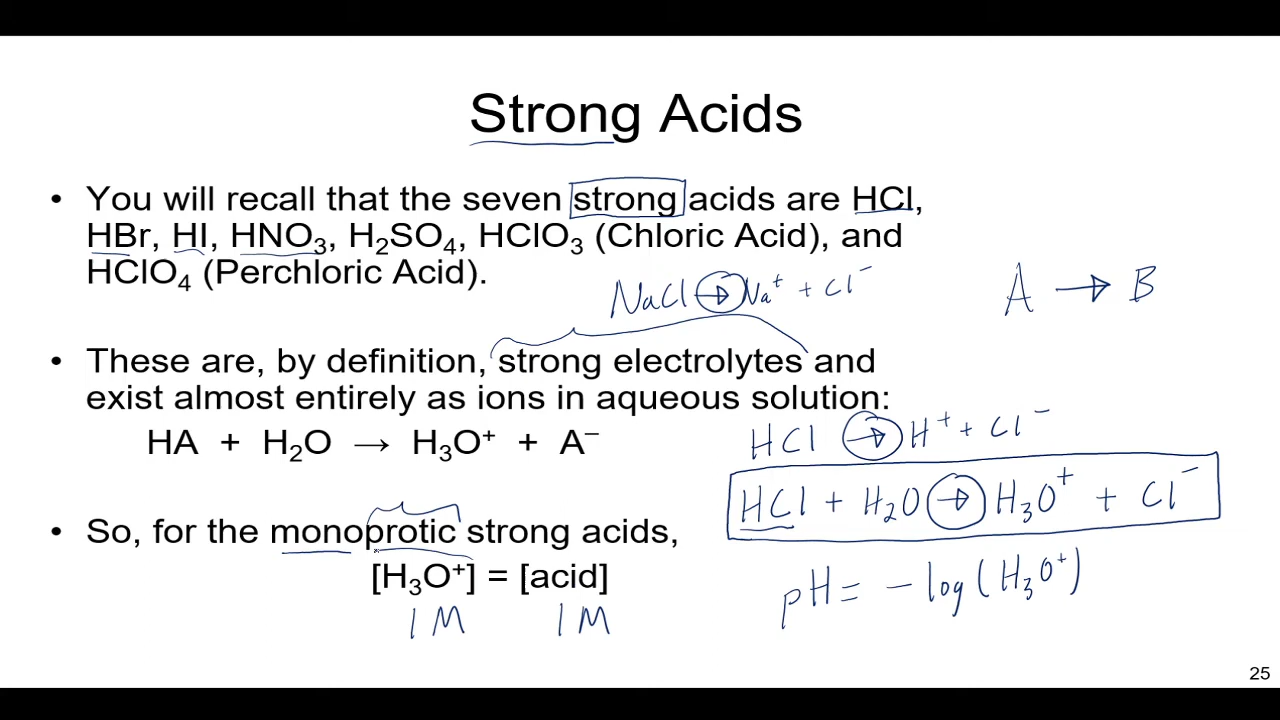 Strong Acids
• You will recall that the seven strong acids are HCl,
HBr, HI, HNO₃, H₂SO₄, HClO₃ (Chloric Acid), and
HClO₄ (Perchloric Acid).
NaCl → Na⁺ + Cl⁻
A → B
• These are, by definition, strong electrolytes and
exist almost entirely as ions in aqueous solution:
HA + H₂O → H₃O⁺ + A⁻
HCl → H⁺ + Cl⁻
HCl + H₂O → H₃O⁺ + Cl⁻
• So, for the monoprotic strong acids,
[H₃O⁺] = [acid]
1 M 1 M
pH = - log (H₃O⁺)
25